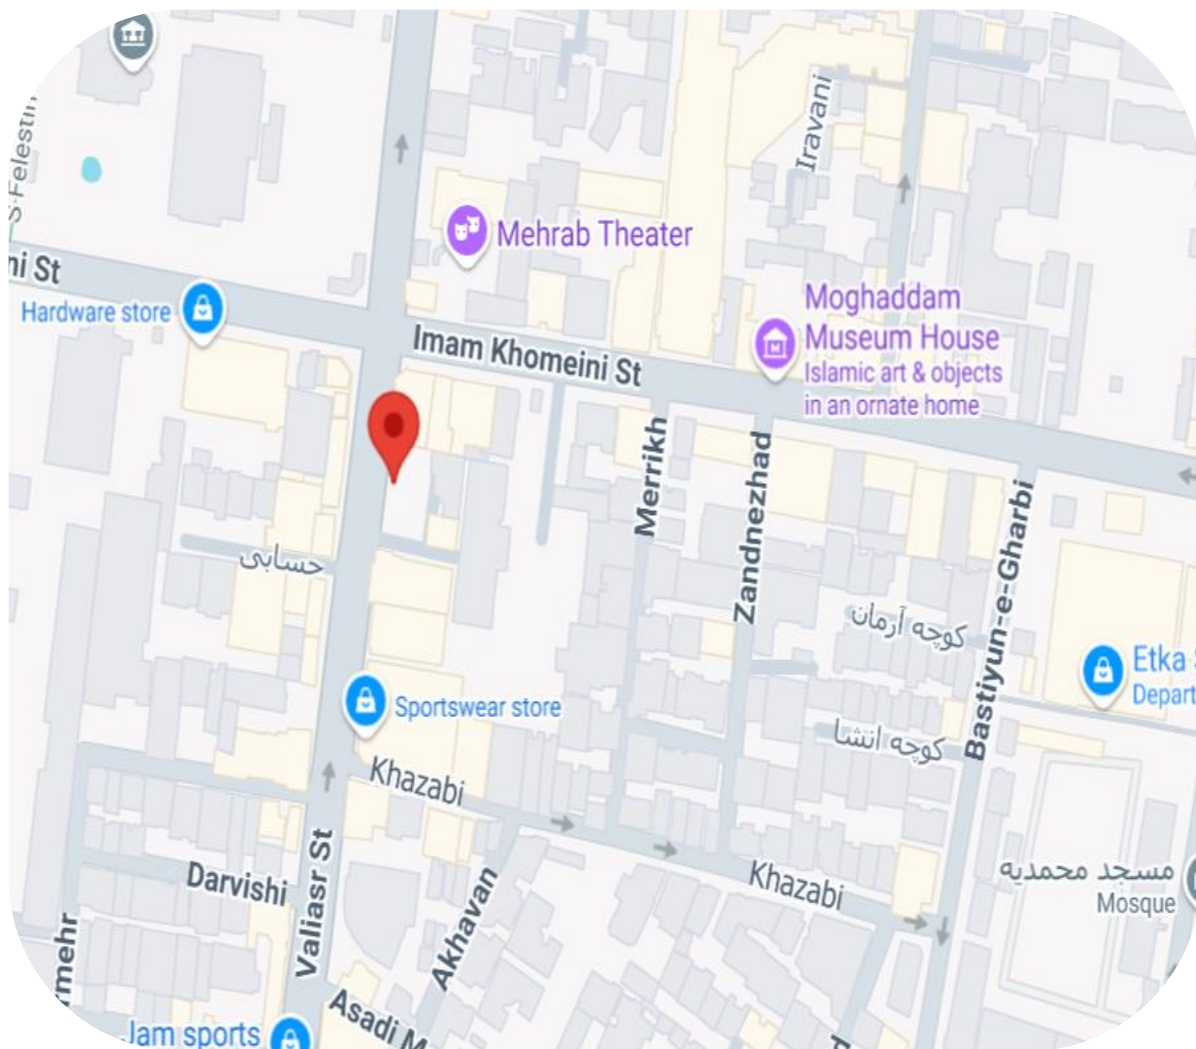 S Felestin
Iravani
Mehrab Theater
ni St
Hardware store
Moghaddam
Museum House
Islamic art & objects
in an ornate home
Imam Khomeini St
Merrikh
Zandnezhad
Bastiyun-e-Gharbi
حسابی
کوچه آرمان
Etka
Depart
Sportswear store
کوچه انشا
Khazabi
Khazabi
Darvishi
Valiasr St
Akhavan
مسجد محمدیه
Mosque
rmehr
Asadi M
Jam sports